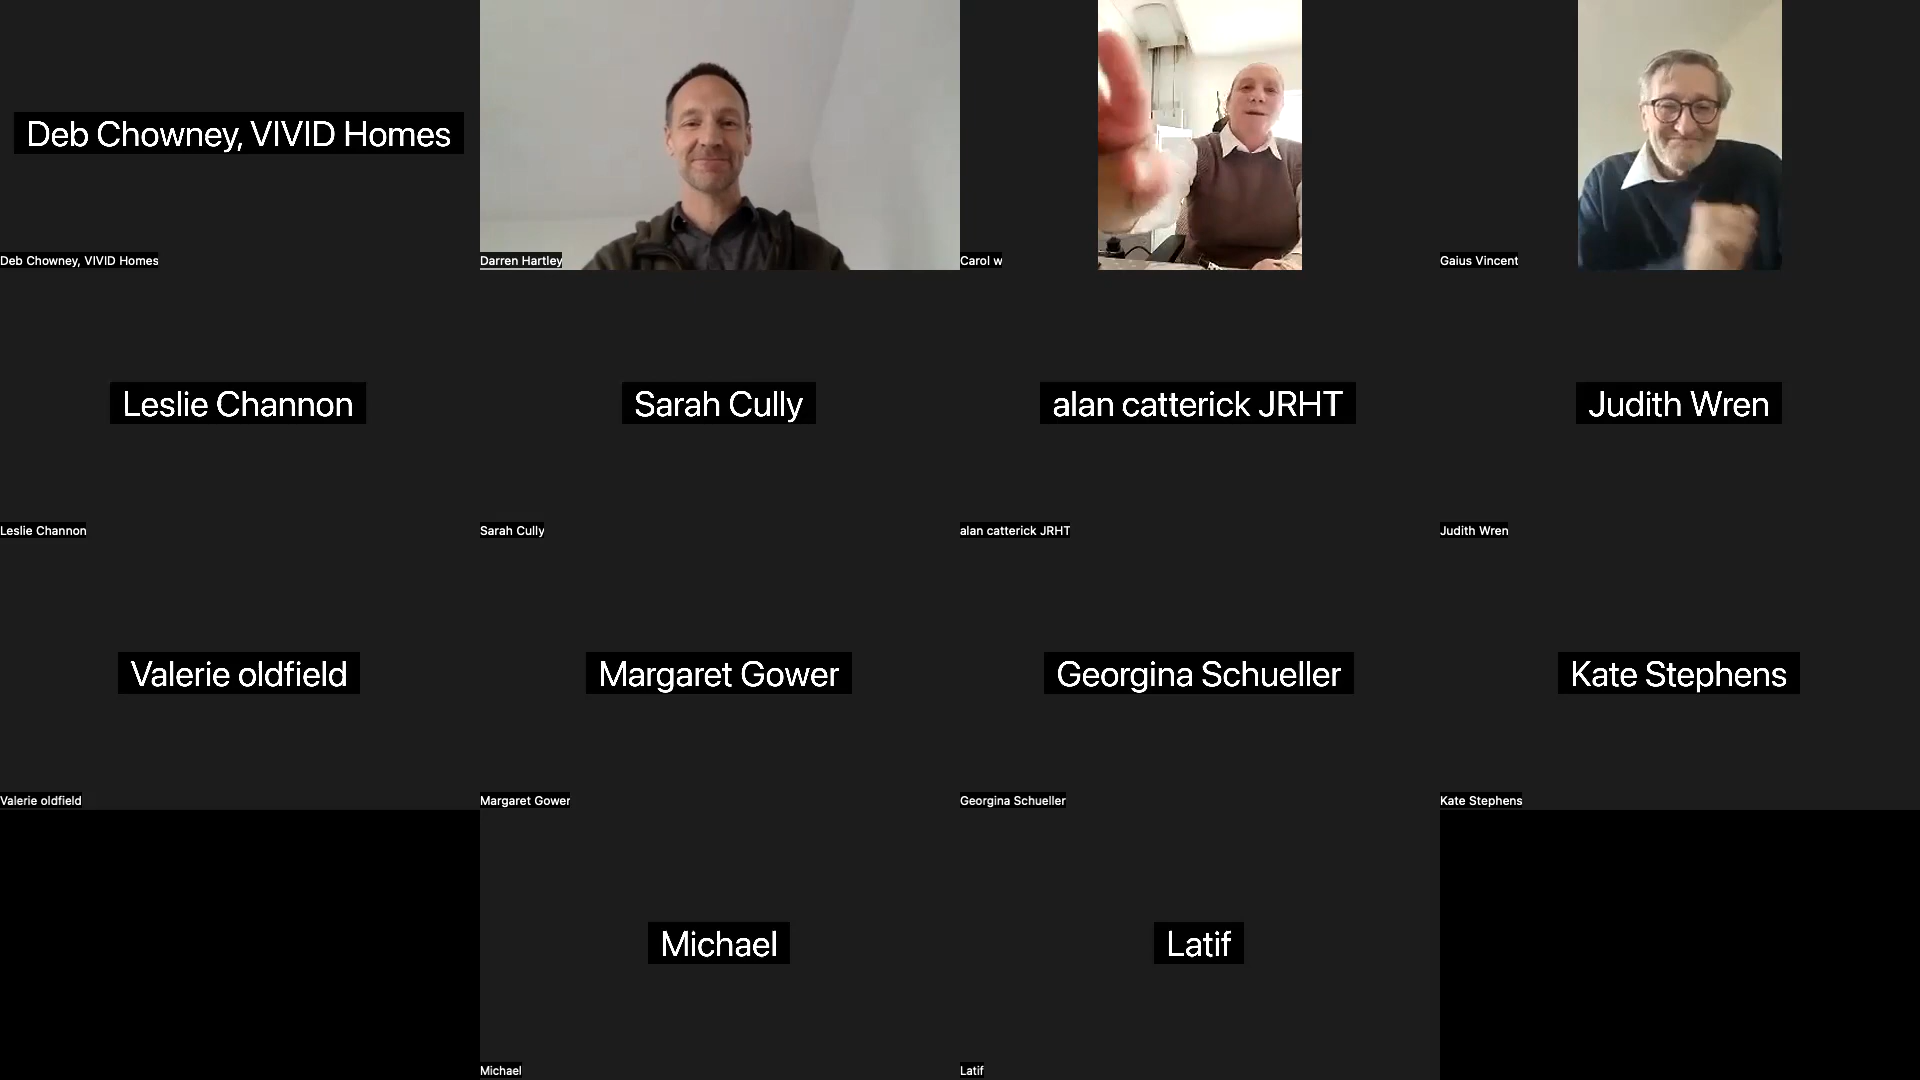 Deb Chowney, VIVID Homes
Deb Chowney, VIVID Homes
Darren Hartley
Carol w
Gaius Vincent
Leslie Channon
Sarah Cully
alan catterick JRHT
Judith Wren
Leslie Channon
Sarah Cully
alan catterick JRHT
Judith Wren
Valerie oldfield
Margaret Gower
Georgina Schueller
Kate Stephens
Valerie oldfield
Margaret Gower
Georgina Schueller
Kate Stephens
Michael
Latif
Michael
Latif